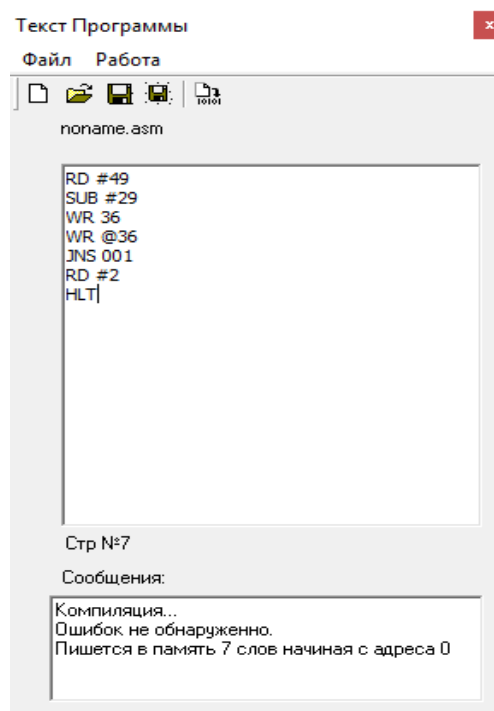 Текст Программы
Файл Работа
noname.asm
RD #49
SUB #29
WR 36
WR @36
JNS 001
RD #2
HLT
Стр №7
Сообщения:
Компиляция...
Ошибок не обнаруженно.
Пишется в память 7 слов начиная с адреса 0